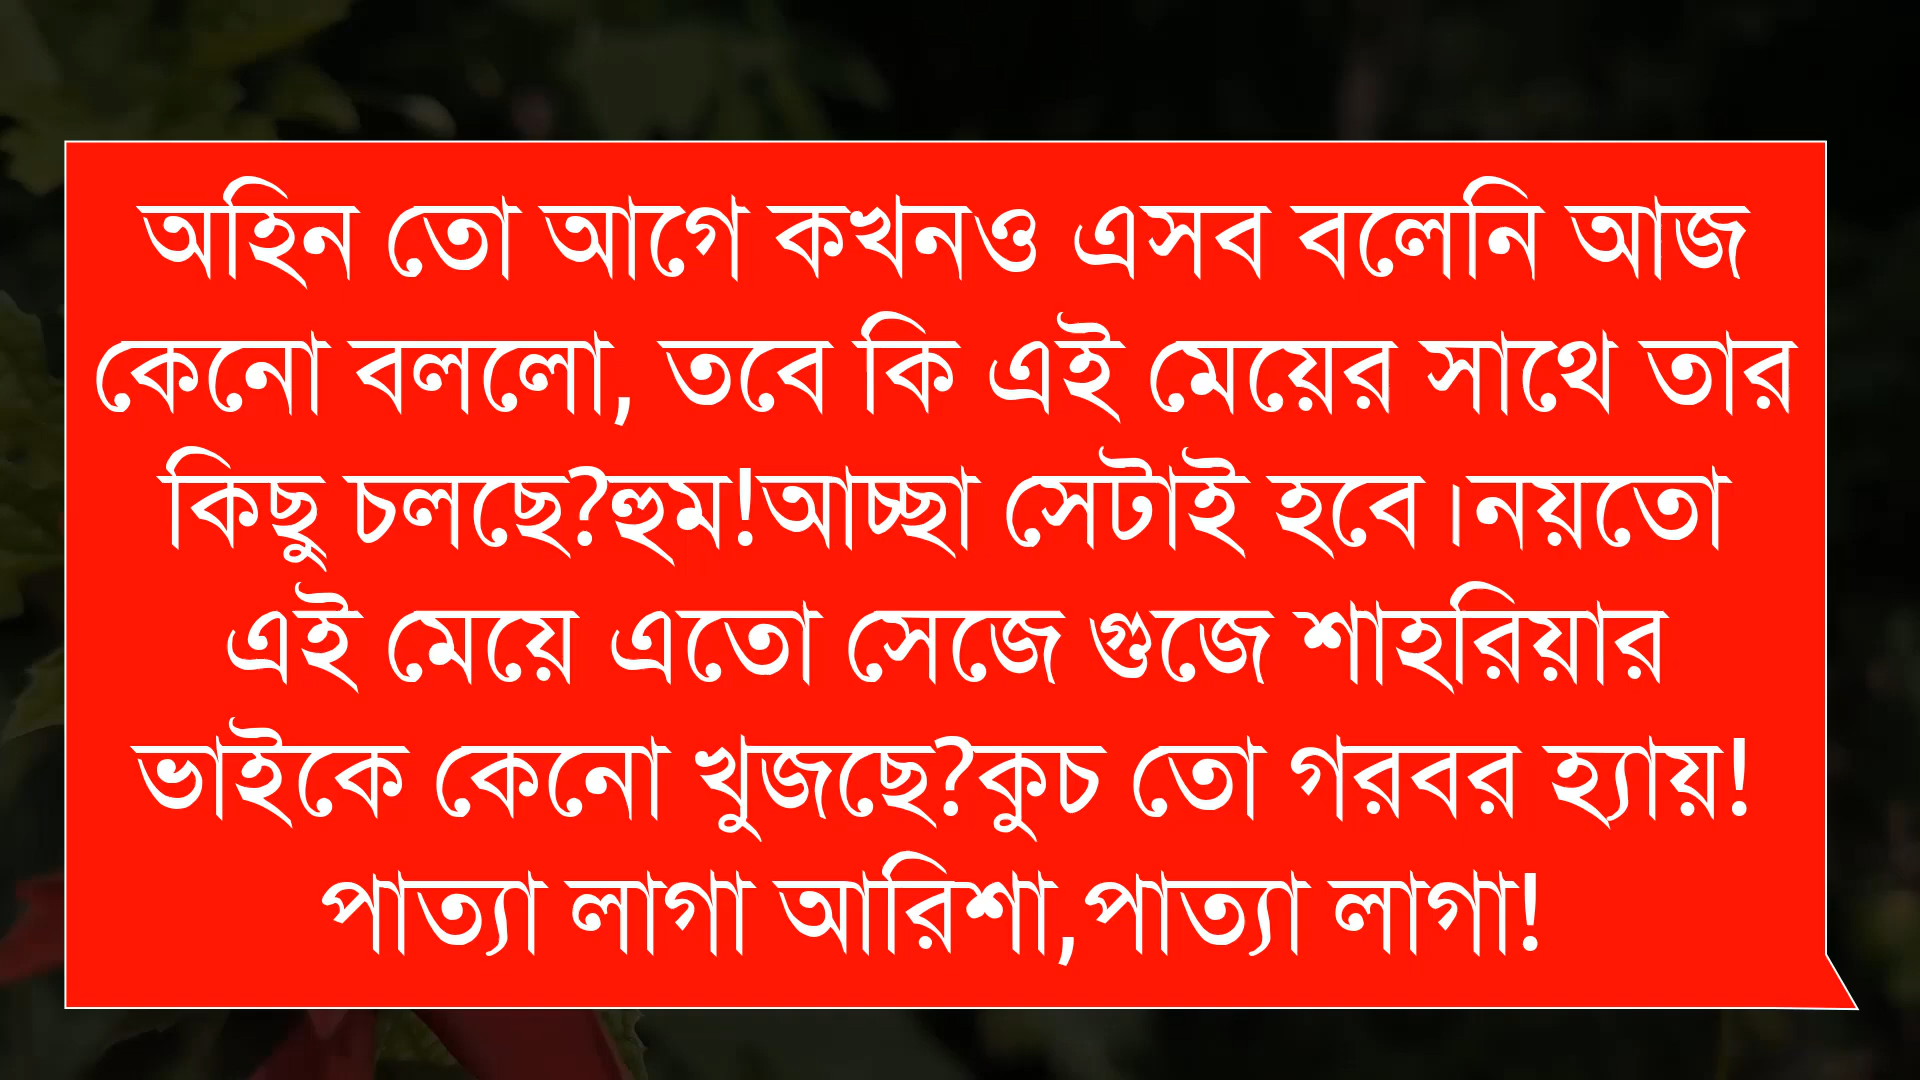 অহিন তো আগে কখনও এসব বলেনি আজ
কেনো বললো, তবে কি এই মেয়ের সাথে তার
কিছু চলছে?হুম!আচ্ছা সেটাই হবে।নয়তো
এই মেয়ে এতো সেজে গুজে শাহরিয়ার
ভাইকে কেনো খুজছে?কুচ তো গরবর হ্যায়!
পাত্যা লাগা আরিশা,পাত্যা লাগা!